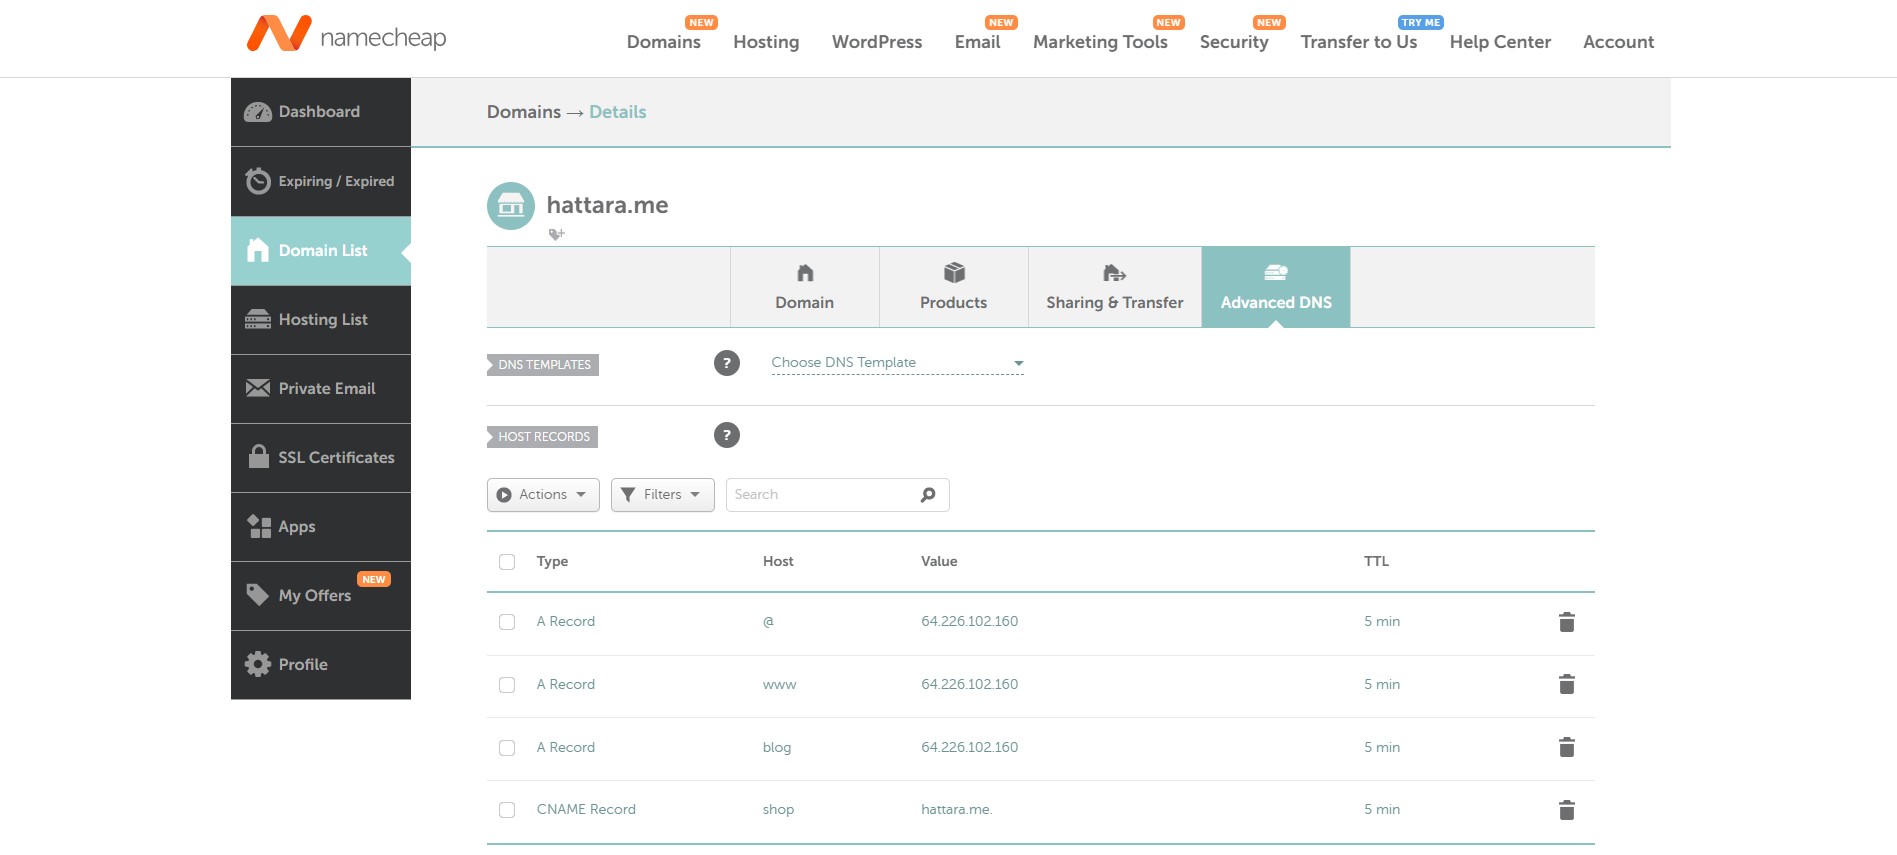 namecheap
NEW NEW NEW NEW TRY ME
Domains Hosting WordPress Email Marketing Tools Security Transfer to Us Help Center Account
Dashboard
Expiring / Expired
Domain List
Hosting List
Private Email
SSL Certificates
Apps
NEW
My Offers
Profile
Domains → Details
hattara.me
Domain Products Sharing & Transfer Advanced DNS
DNS TEMPLATES ? Choose DNS Template
HOST RECORDS ?
Actions Filters Search
Type Host Value TTL
A Record @ 64.226.102.160 5 min
A Record www 64.226.102.160 5 min
A Record blog 64.226.102.160 5 min
CNAME Record shop hattara.me. 5 min